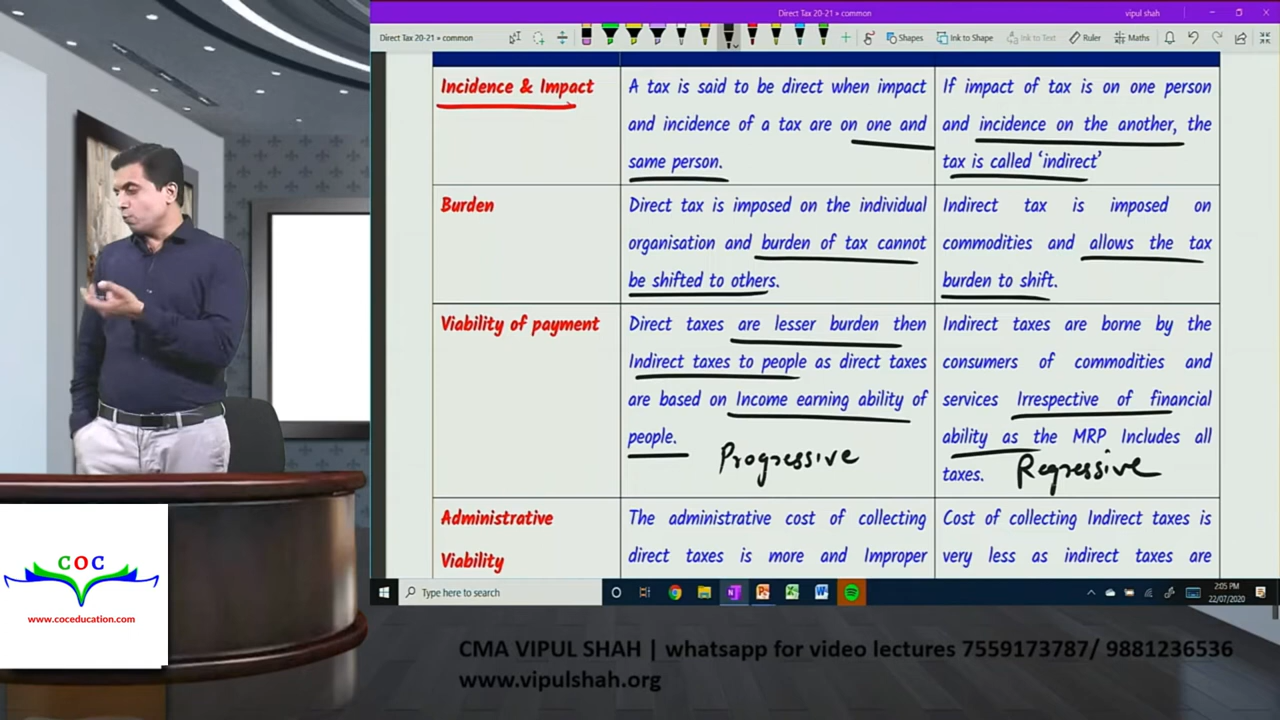 Direct Tax 20-21 » common
vipul shah
Direct Tax 20-21 » common
Shapes
Ink to Shape
Ink to Text
Ruler
Maths
Incidence & Impact
A tax is said to be direct when impact
and incidence of a tax are on one and
same person.
If impact of tax is on one person
and incidence on the another, the
tax is called ‘indirect’
Burden
Direct tax is imposed on the individual
organisation and burden of tax cannot
be shifted to others.
Indirect tax is imposed on
commodities and allows the tax
burden to shift.
Viability of payment
Direct taxes are lesser burden then
Indirect taxes to people as direct taxes
are based on Income earning ability of
people.
Progressive
Indirect taxes are borne by the
consumers of commodities and
services Irrespective of financial
ability as the MRP Includes all
taxes.
Regressive
Administrative
Viability
The administrative cost of collecting
direct taxes is more and Improper
Cost of collecting Indirect taxes is
very less as indirect taxes are
COC
www.coceducation.com
Type here to search
2:05 PM
22/07/2020
CMA VIPUL SHAH | whatsapp for video lectures 7559173787/ 9881236536
www.vipulshah.org